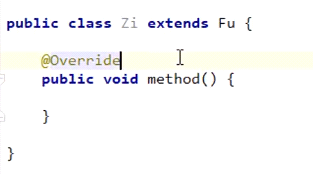 public class Zi extends Fu {
@Override
public void method() {
}
}